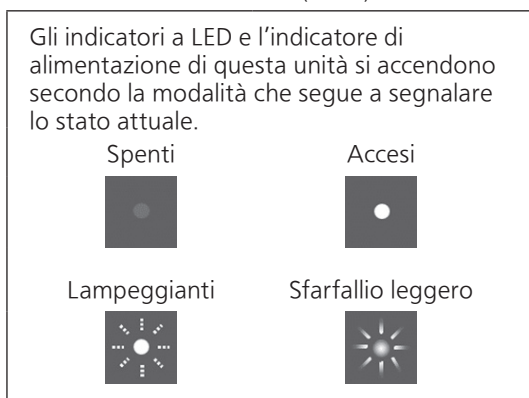 Gli indicatori a LED e l'indicatore di
alimentazione di questa unità si accendono
secondo la modalità che segue a segnalare
lo stato attuale.
Spenti Accesi
Lampeggianti Sfarfallio leggero